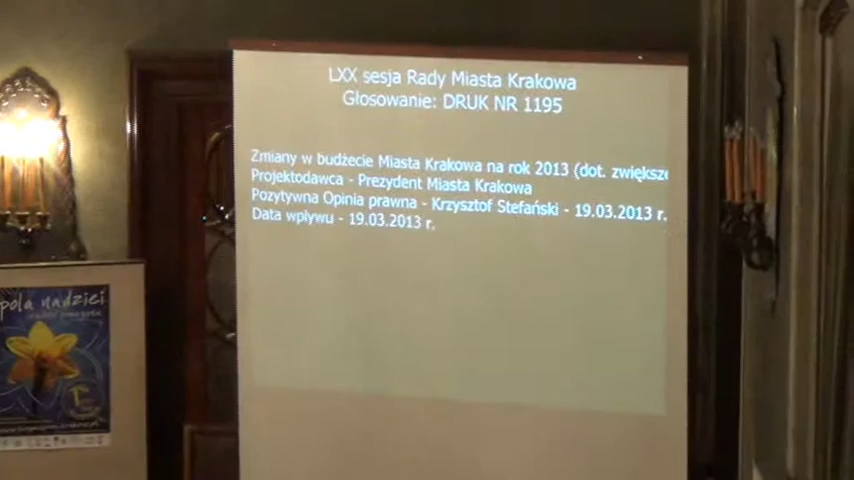 LXX sesja Rady Miasta Krakowa
Głosowanie: DRUK NR 1195
Zmiany w budżecie Miasta Krakowa na rok 2013 (dot. zwiększe
Projektodawca - Prezydent Miasta Krakowa
Pozytywna Opinia prawna - Krzysztof Stefański - 19.03.2013 r.
Data wpływu - 19.03.2013 r.
pola nadziei